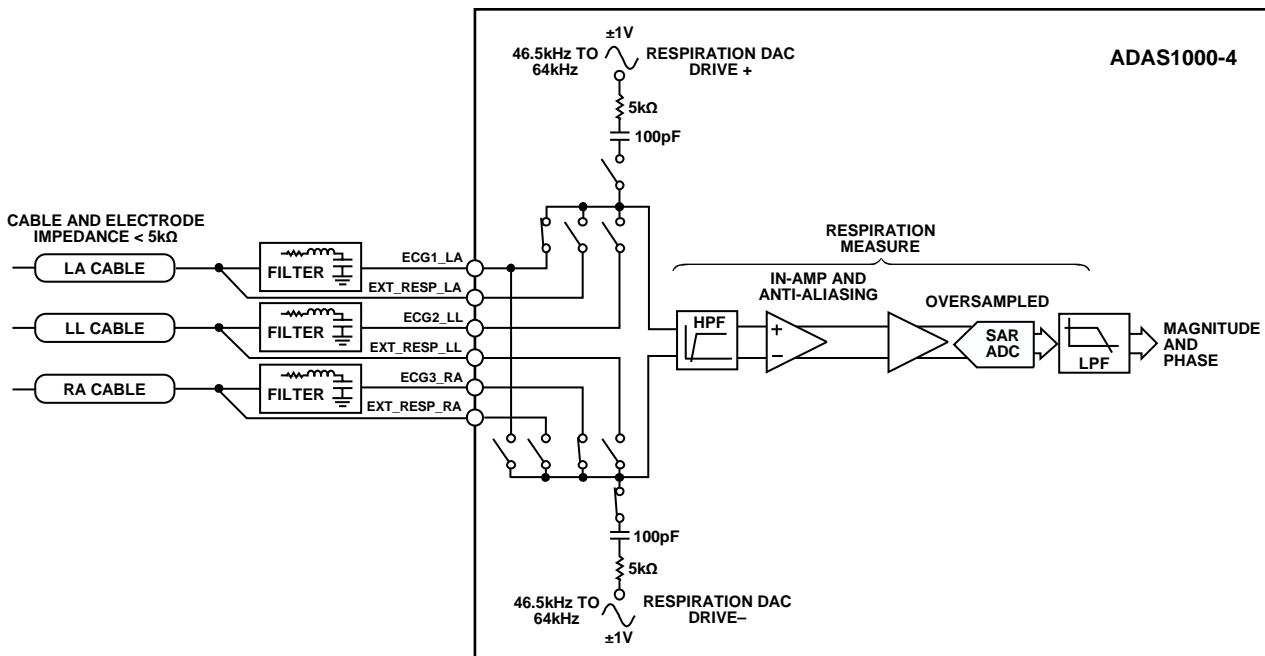 ±1V
46.5kHz TO
64kHz
RESPIRATION DAC
DRIVE +
ADAS1000-4
5kΩ
100pF
CABLE AND ELECTRODE
IMPEDANCE < 5kΩ
RESPIRATION
MEASURE
LA CABLE
FILTER
ECG1_LA
EXT_RESP_LA
IN-AMP AND
ANTI-ALIASING
OVERSAMPLED
LL CABLE
FILTER
ECG2_LL
EXT_RESP_LL
HPF
+
−
SAR
ADC
LPF
MAGNITUDE
AND
PHASE
RA CABLE
FILTER
ECG3_RA
EXT_RESP_RA
100pF
5kΩ
46.5kHz TO
64kHz
RESPIRATION DAC
DRIVE–
±1V